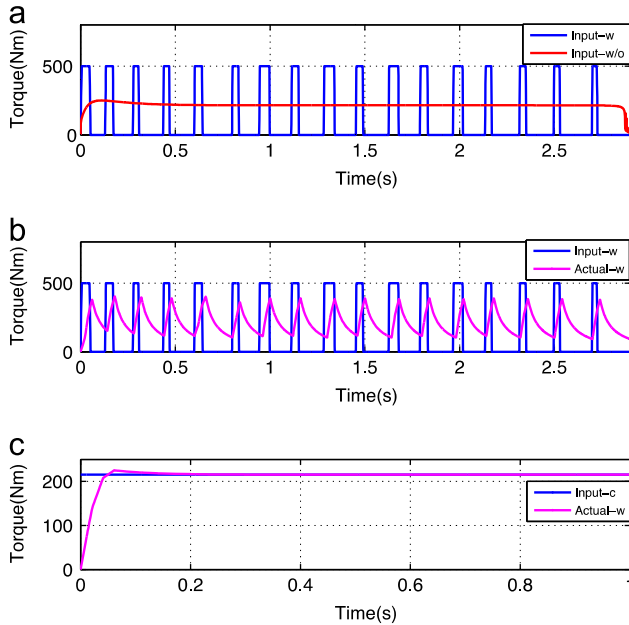 a
Torque(Nm)
500
0
Input-w
Input-w/o
0 0.5 1 1.5 2 2.5
Time(s)
b
Torque(Nm)
500
0
Input-w
Actual-w
0 0.5 1 1.5 2 2.5
Time(s)
c
Torque(Nm)
200
100
0
Input-c
Actual-w
0 0.2 0.4 0.6 0.8
Time(s)